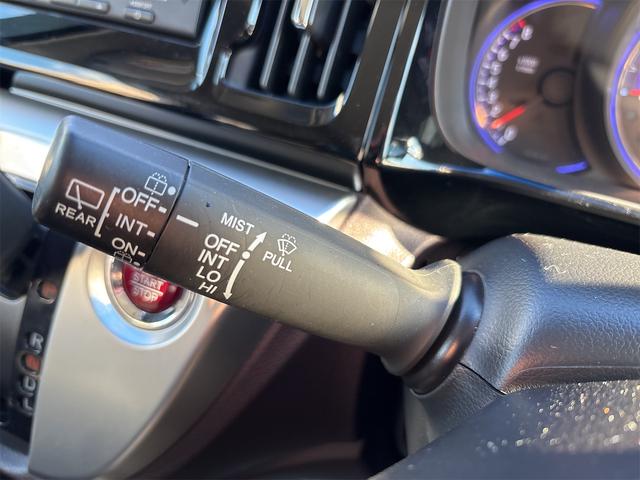 REAR
OFF
INT
ON
MIST
OFF
INT
LO
HI
PULL
START
STOP
R
D